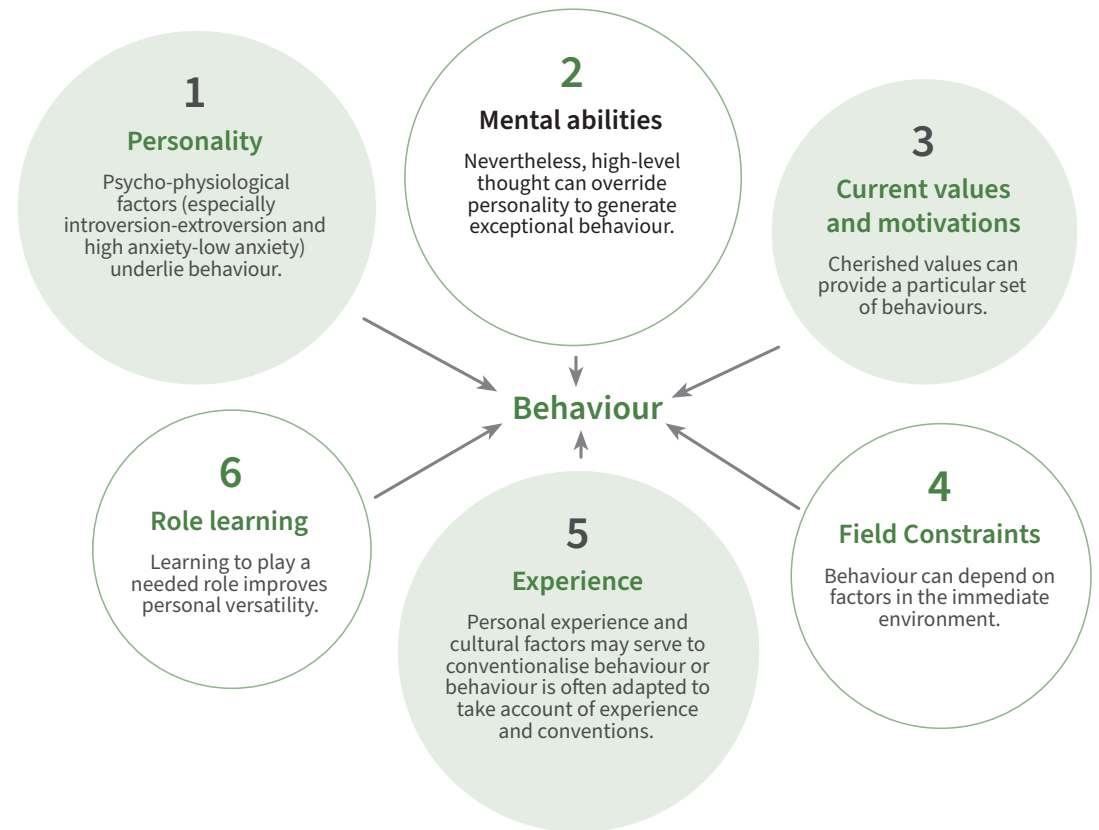 1
Personality
Psycho-physiological
factors (especially
introversion-extroversion and
high anxiety-low anxiety)
underlie behaviour.
2
Mental abilities
Nevertheless, high-level
thought can override
personality to generate
exceptional behaviour.
3
Current values
and motivations
Cherished values can
provide a particular set
of behaviours.
Behaviour
4
Field Constraints
Behaviour can depend on
factors in the immediate
environment.
5
Experience
Personal experience and
cultural factors may serve to
conventionalise behaviour or
behaviour is often adapted to
take account of experience
and conventions.
6
Role learning
Learning to play a
needed role improves
personal versatility.